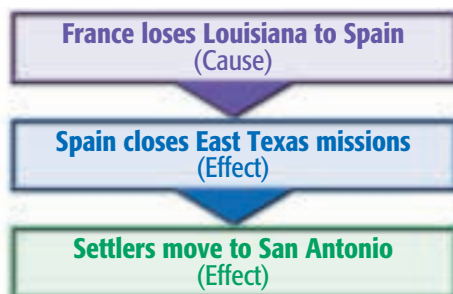 France loses Louisiana to Spain
(Cause)
Spain closes East Texas missions
(Effect)
Settlers move to San Antonio
(Effect)